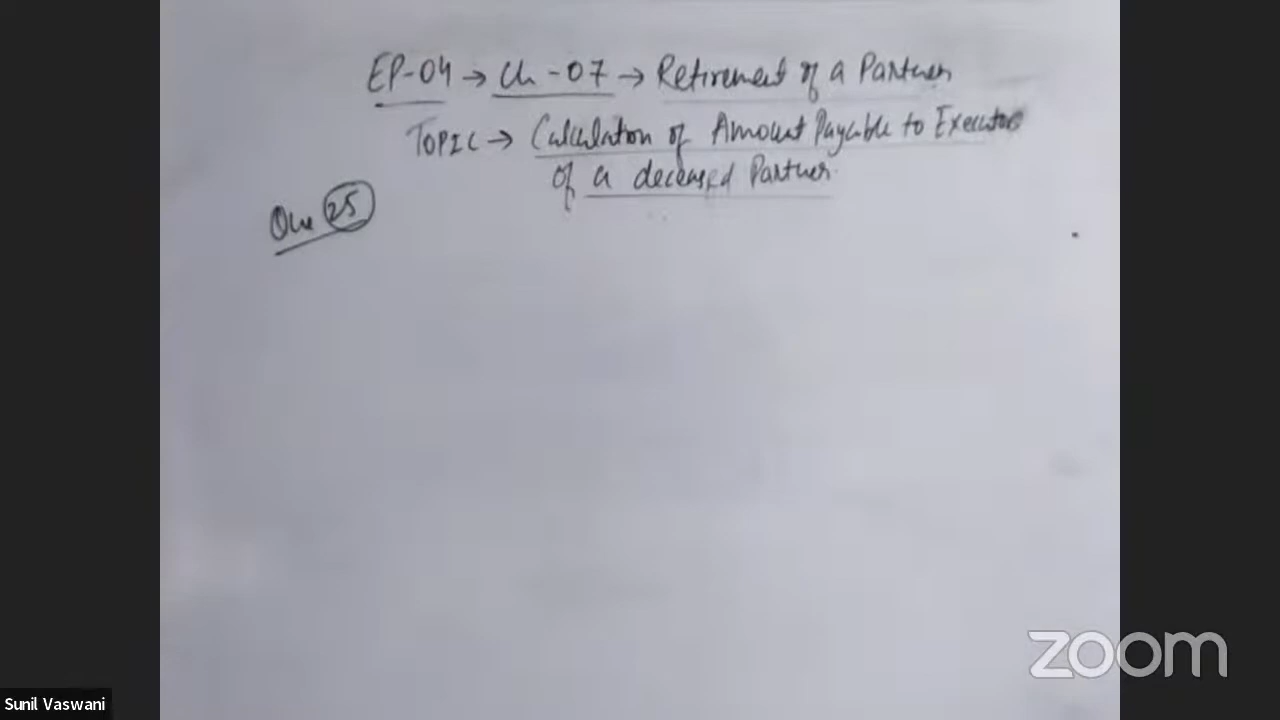 EP-04 → Ch-07 → Retirement of a Partner
TOPIC → Calculation of Amount Payable to Executor
of a deceased Partner.
Que 25
zoom
Sunil Vaswani